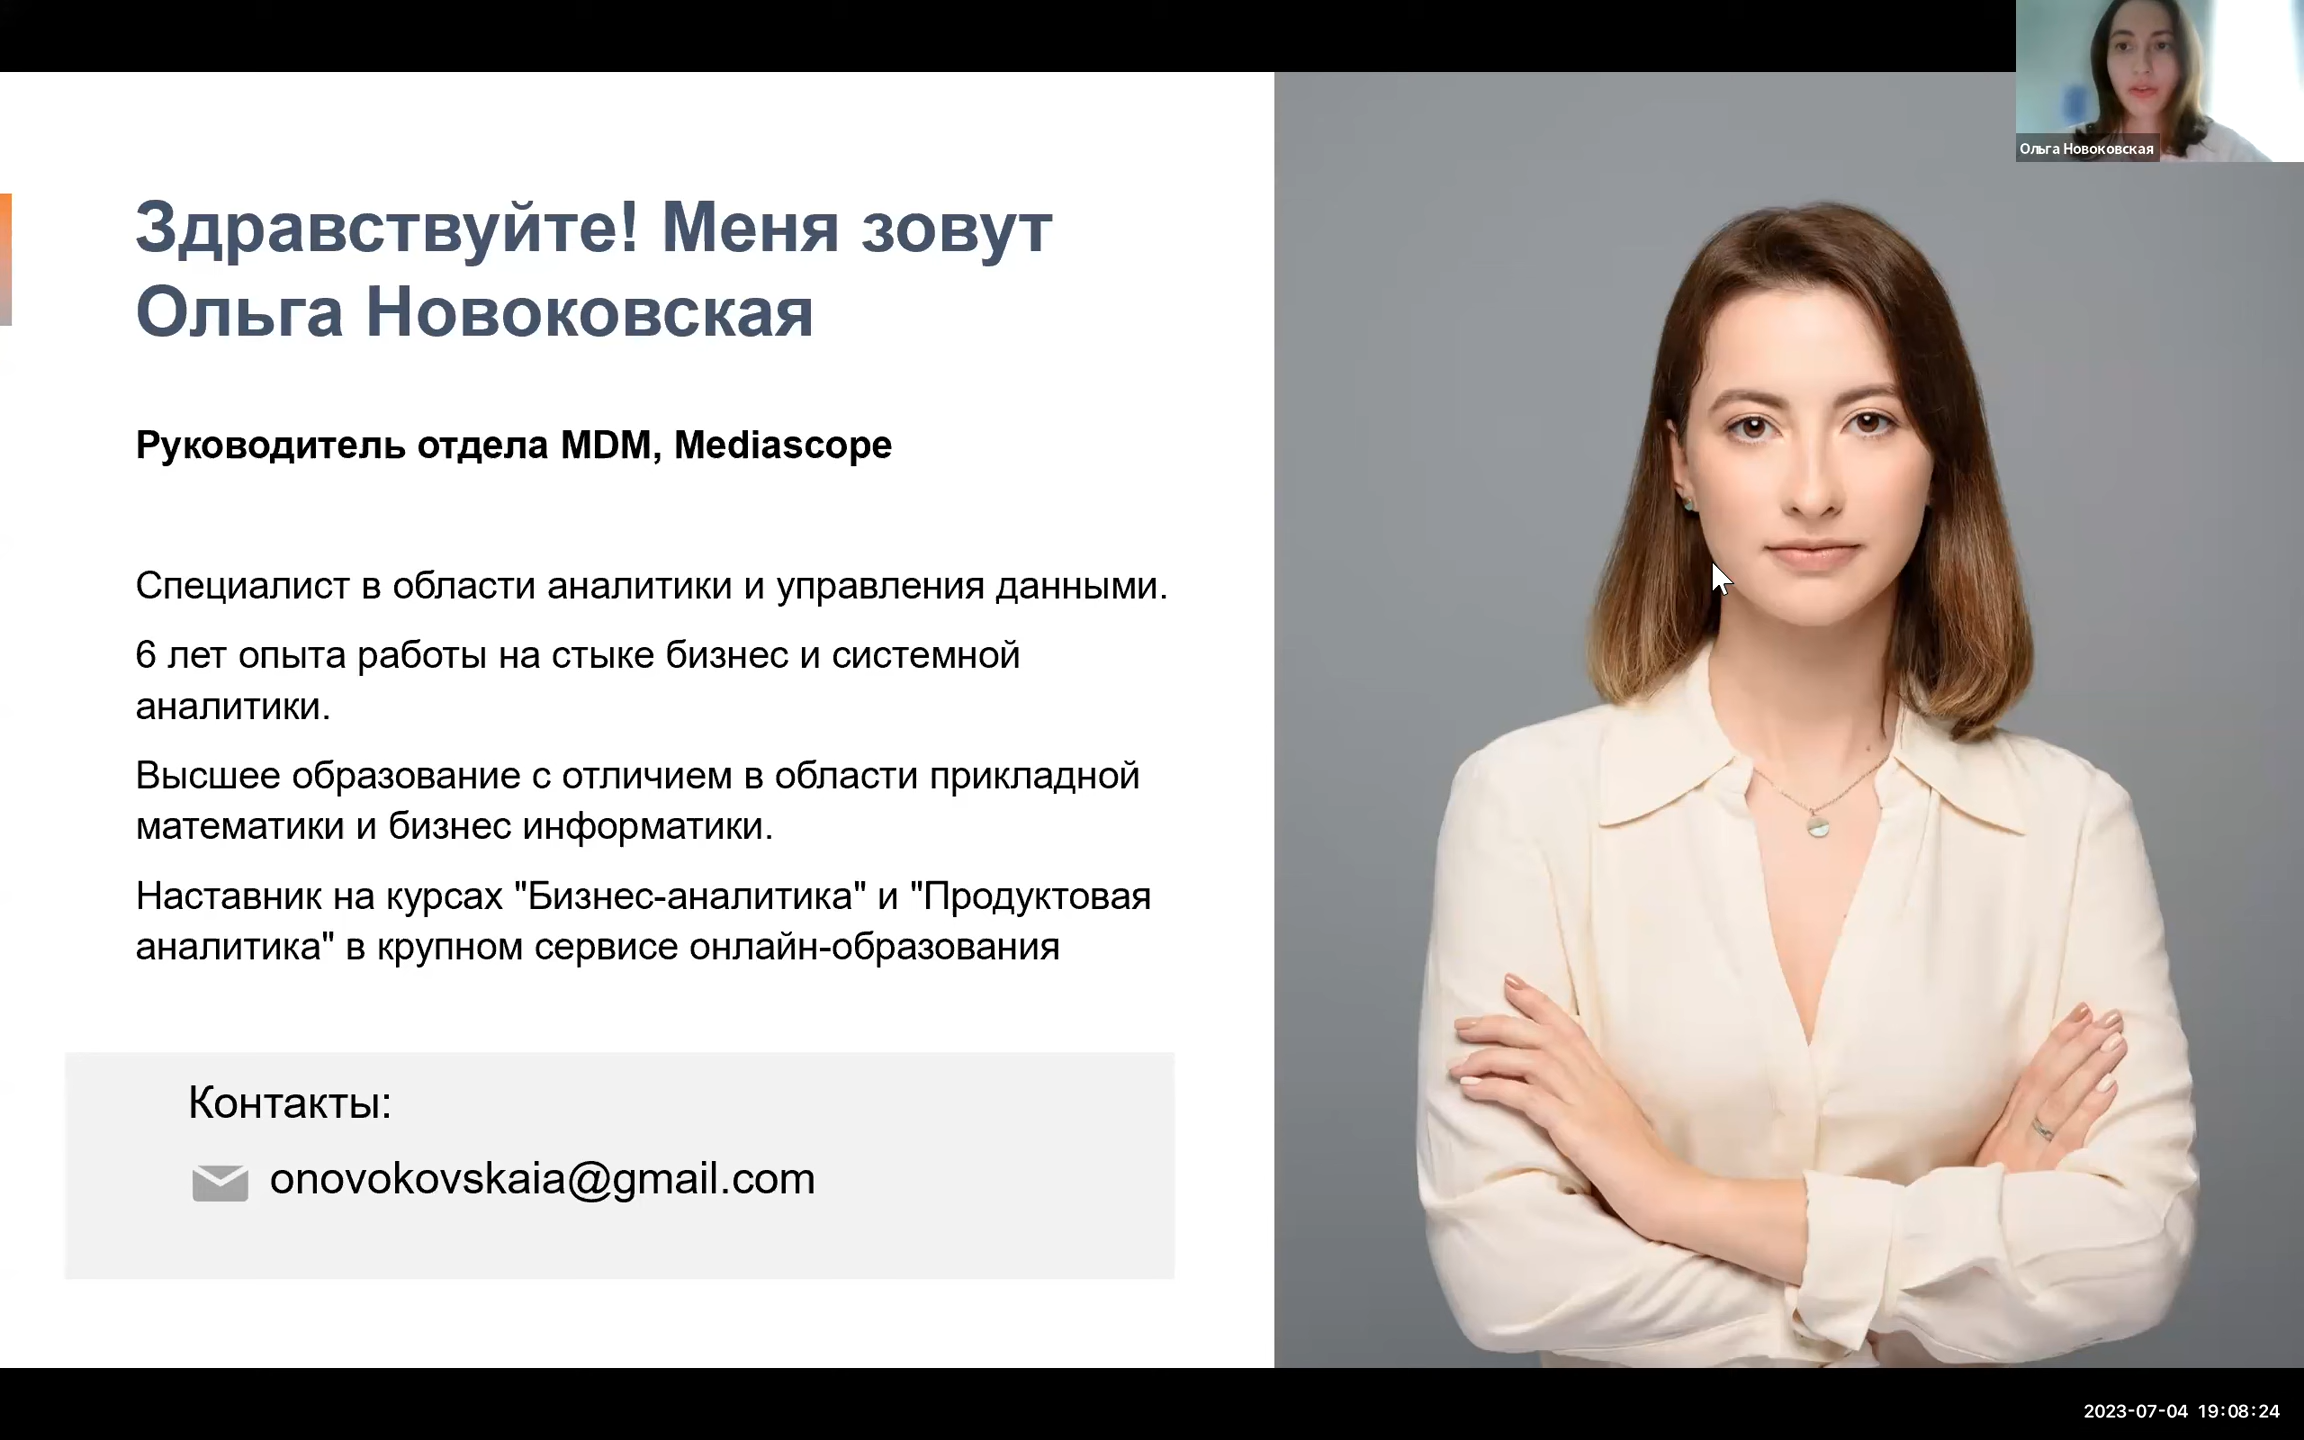 Ольга Новоковская
Здравствуйте! Меня зовут
Ольга Новоковская
Руководитель отдела MDM, Mediascope
Специалист в области аналитики и управления данными.
6 лет опыта работы на стыке бизнес и системной
аналитики.
Высшее образование с отличием в области прикладной
математики и бизнес информатики.
Наставник на курсах "Бизнес-аналитика" и "Продуктовая
аналитика" в крупном сервисе онлайн-образования
Контакты:
onovokovskaia@gmail.com
2023-07-04 19:08:24